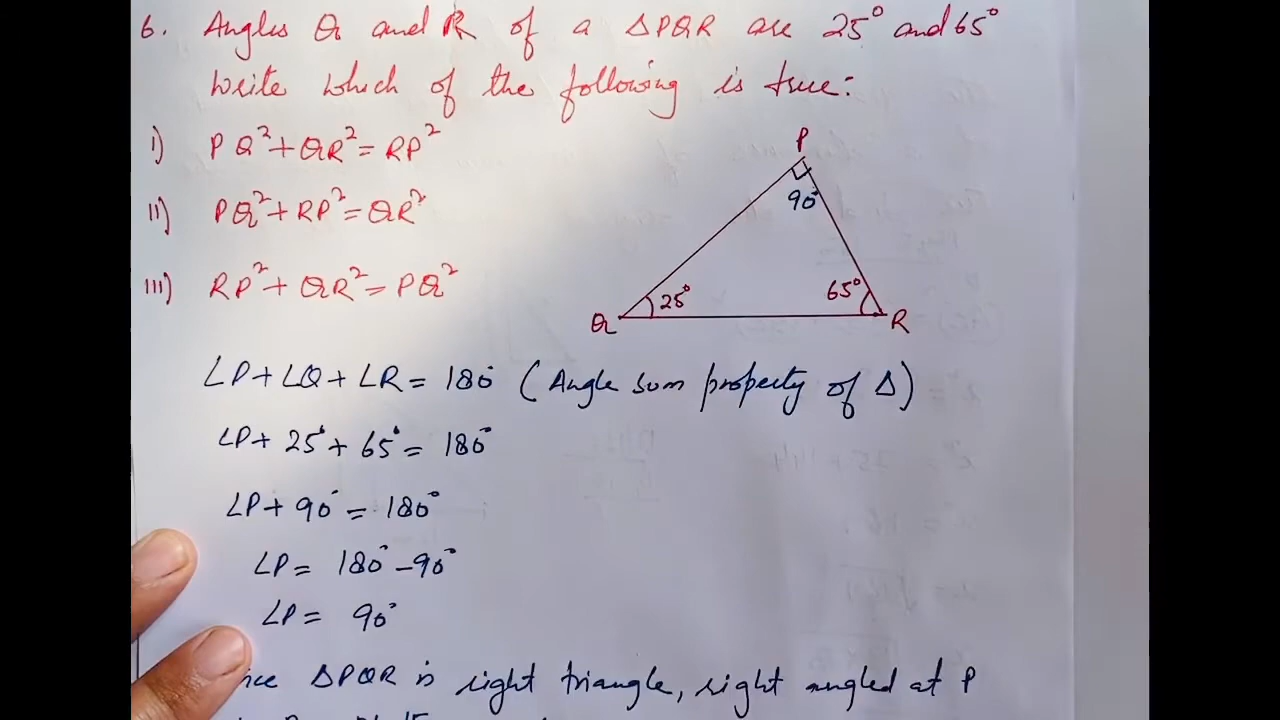 6. Angles Q and R of a ΔPQR are 25° and 65°
Write which of the following is true:
i) PQ²+QR²=RP²
ii) PQ²+RP²=QR²
iii) RP²+QR²=PQ²
P
90°
25°
65°
Q
R
∠P+∠Q+∠R= 180° (Angle sum property of Δ)
∠P+ 25°+ 65°= 180°
∠P+ 90°= 180°
∠P= 180°-90°
∠P= 90°
ΔPQR is right triangle, right angled at P